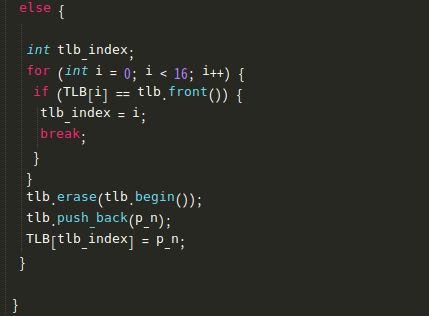 else {
int tlb_index;
for (int i = 0; i < 16; i++) {
if (TLB[i] == tlb.front()) {
tlb_index = i;
break;
}
}
tlb.erase(tlb.begin());
tlb.push_back(p_n);
TLB[tlb_index] = p_n;
}
}